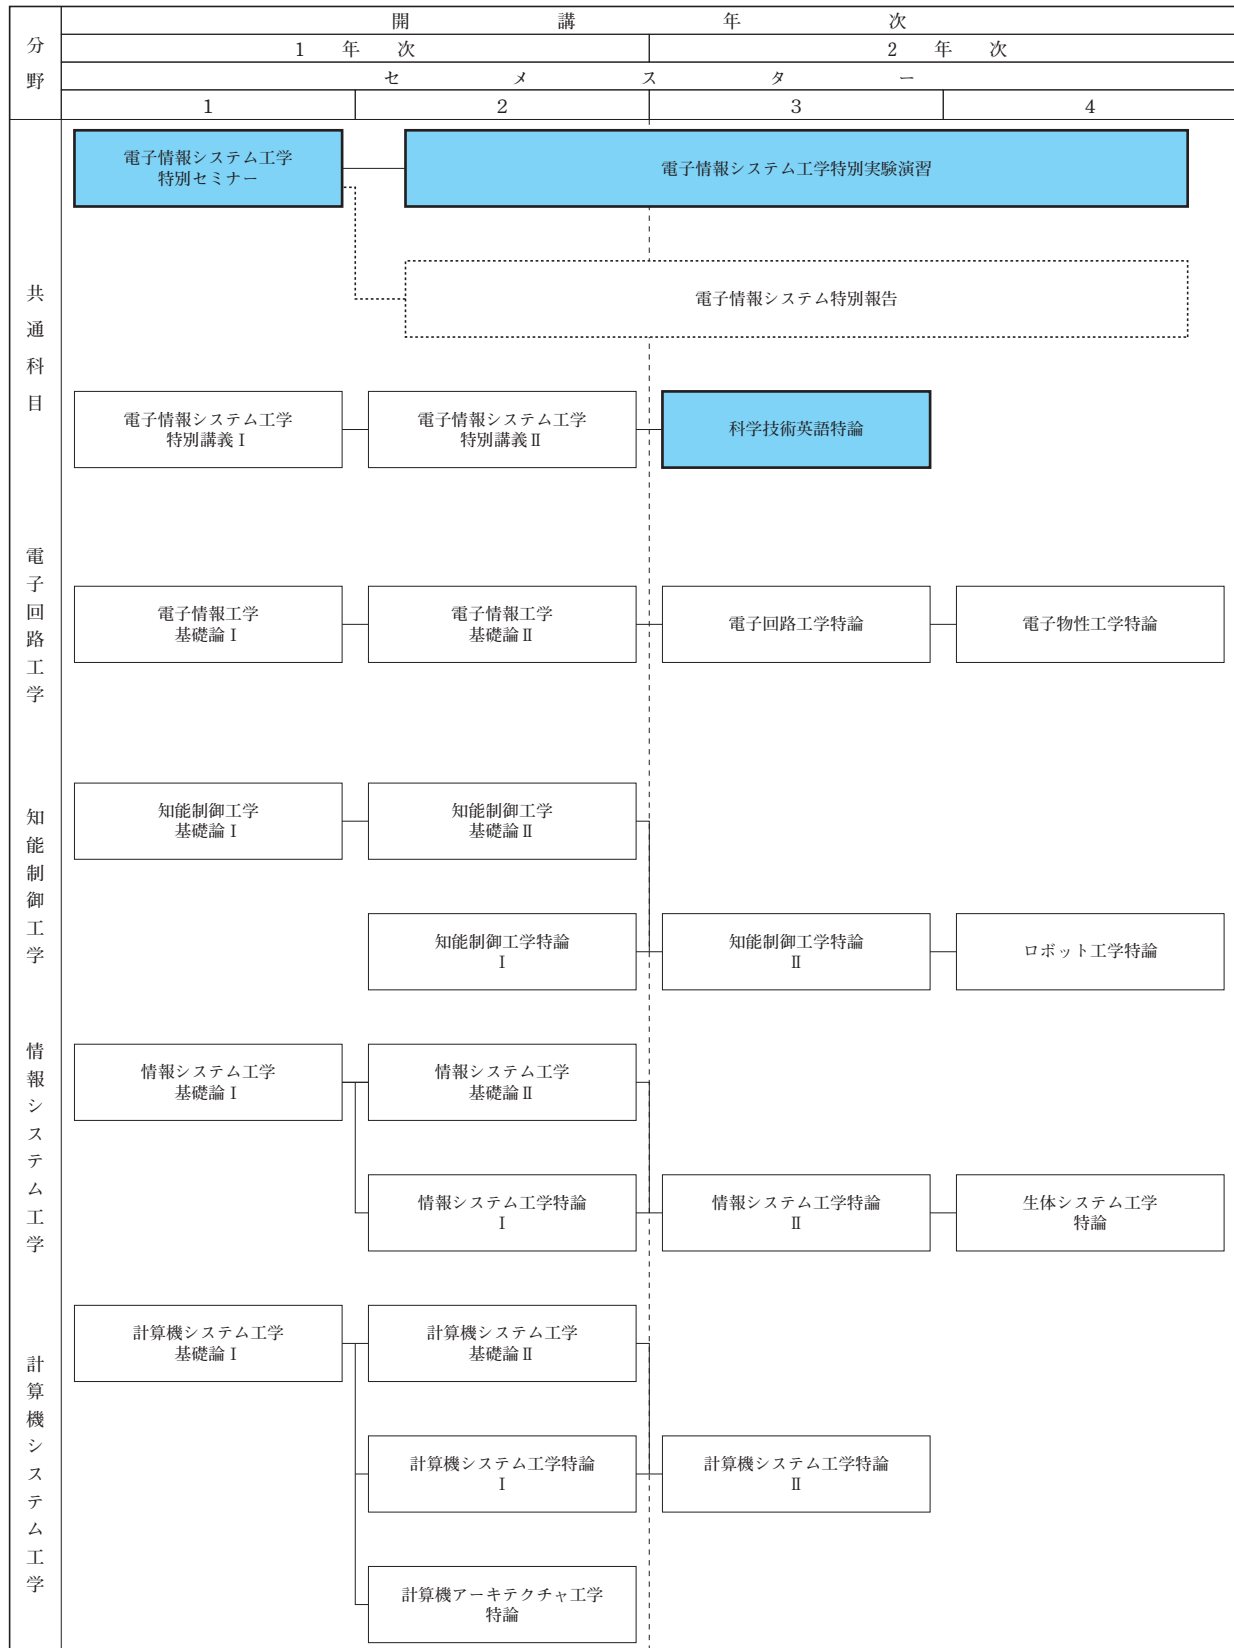 分野
開講年次
1年次
2年次
セメスター
1
2
3
4
共通科目
電子情報システム工学
特別セミナー
電子情報システム工学特別実験演習
電子情報システム特別報告
電子情報システム工学
特別講義Ⅰ
電子情報システム工学
特別講義Ⅱ
科学技術英語特論
電子回路工学
電子情報工学
基礎論Ⅰ
電子情報工学
基礎論Ⅱ
電子回路工学特論
電子物性工学特論
知能制御工学
知能制御工学
基礎論Ⅰ
知能制御工学
基礎論Ⅱ
知能制御工学特論
Ⅰ
知能制御工学特論
Ⅱ
ロボット工学特論
情報システム工学
情報システム工学
基礎論Ⅰ
情報システム工学
基礎論Ⅱ
情報システム工学特論
Ⅰ
情報システム工学特論
Ⅱ
生体システム工学
特論
計算機システム工学
計算機システム工学
基礎論Ⅰ
計算機システム工学
基礎論Ⅱ
計算機システム工学特論
Ⅰ
計算機システム工学特論
Ⅱ
計算機アーキテクチャ工学
特論